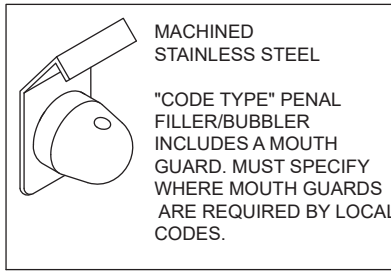 MACHINED
STAINLESS STEEL
"CODE TYPE" PENAL
FILLER/BUBBLER
INCLUDES A MOUTH
GUARD. MUST SPECIFY
WHERE MOUTH GUARDS
ARE REQUIRED BY LOCAL
CODES.